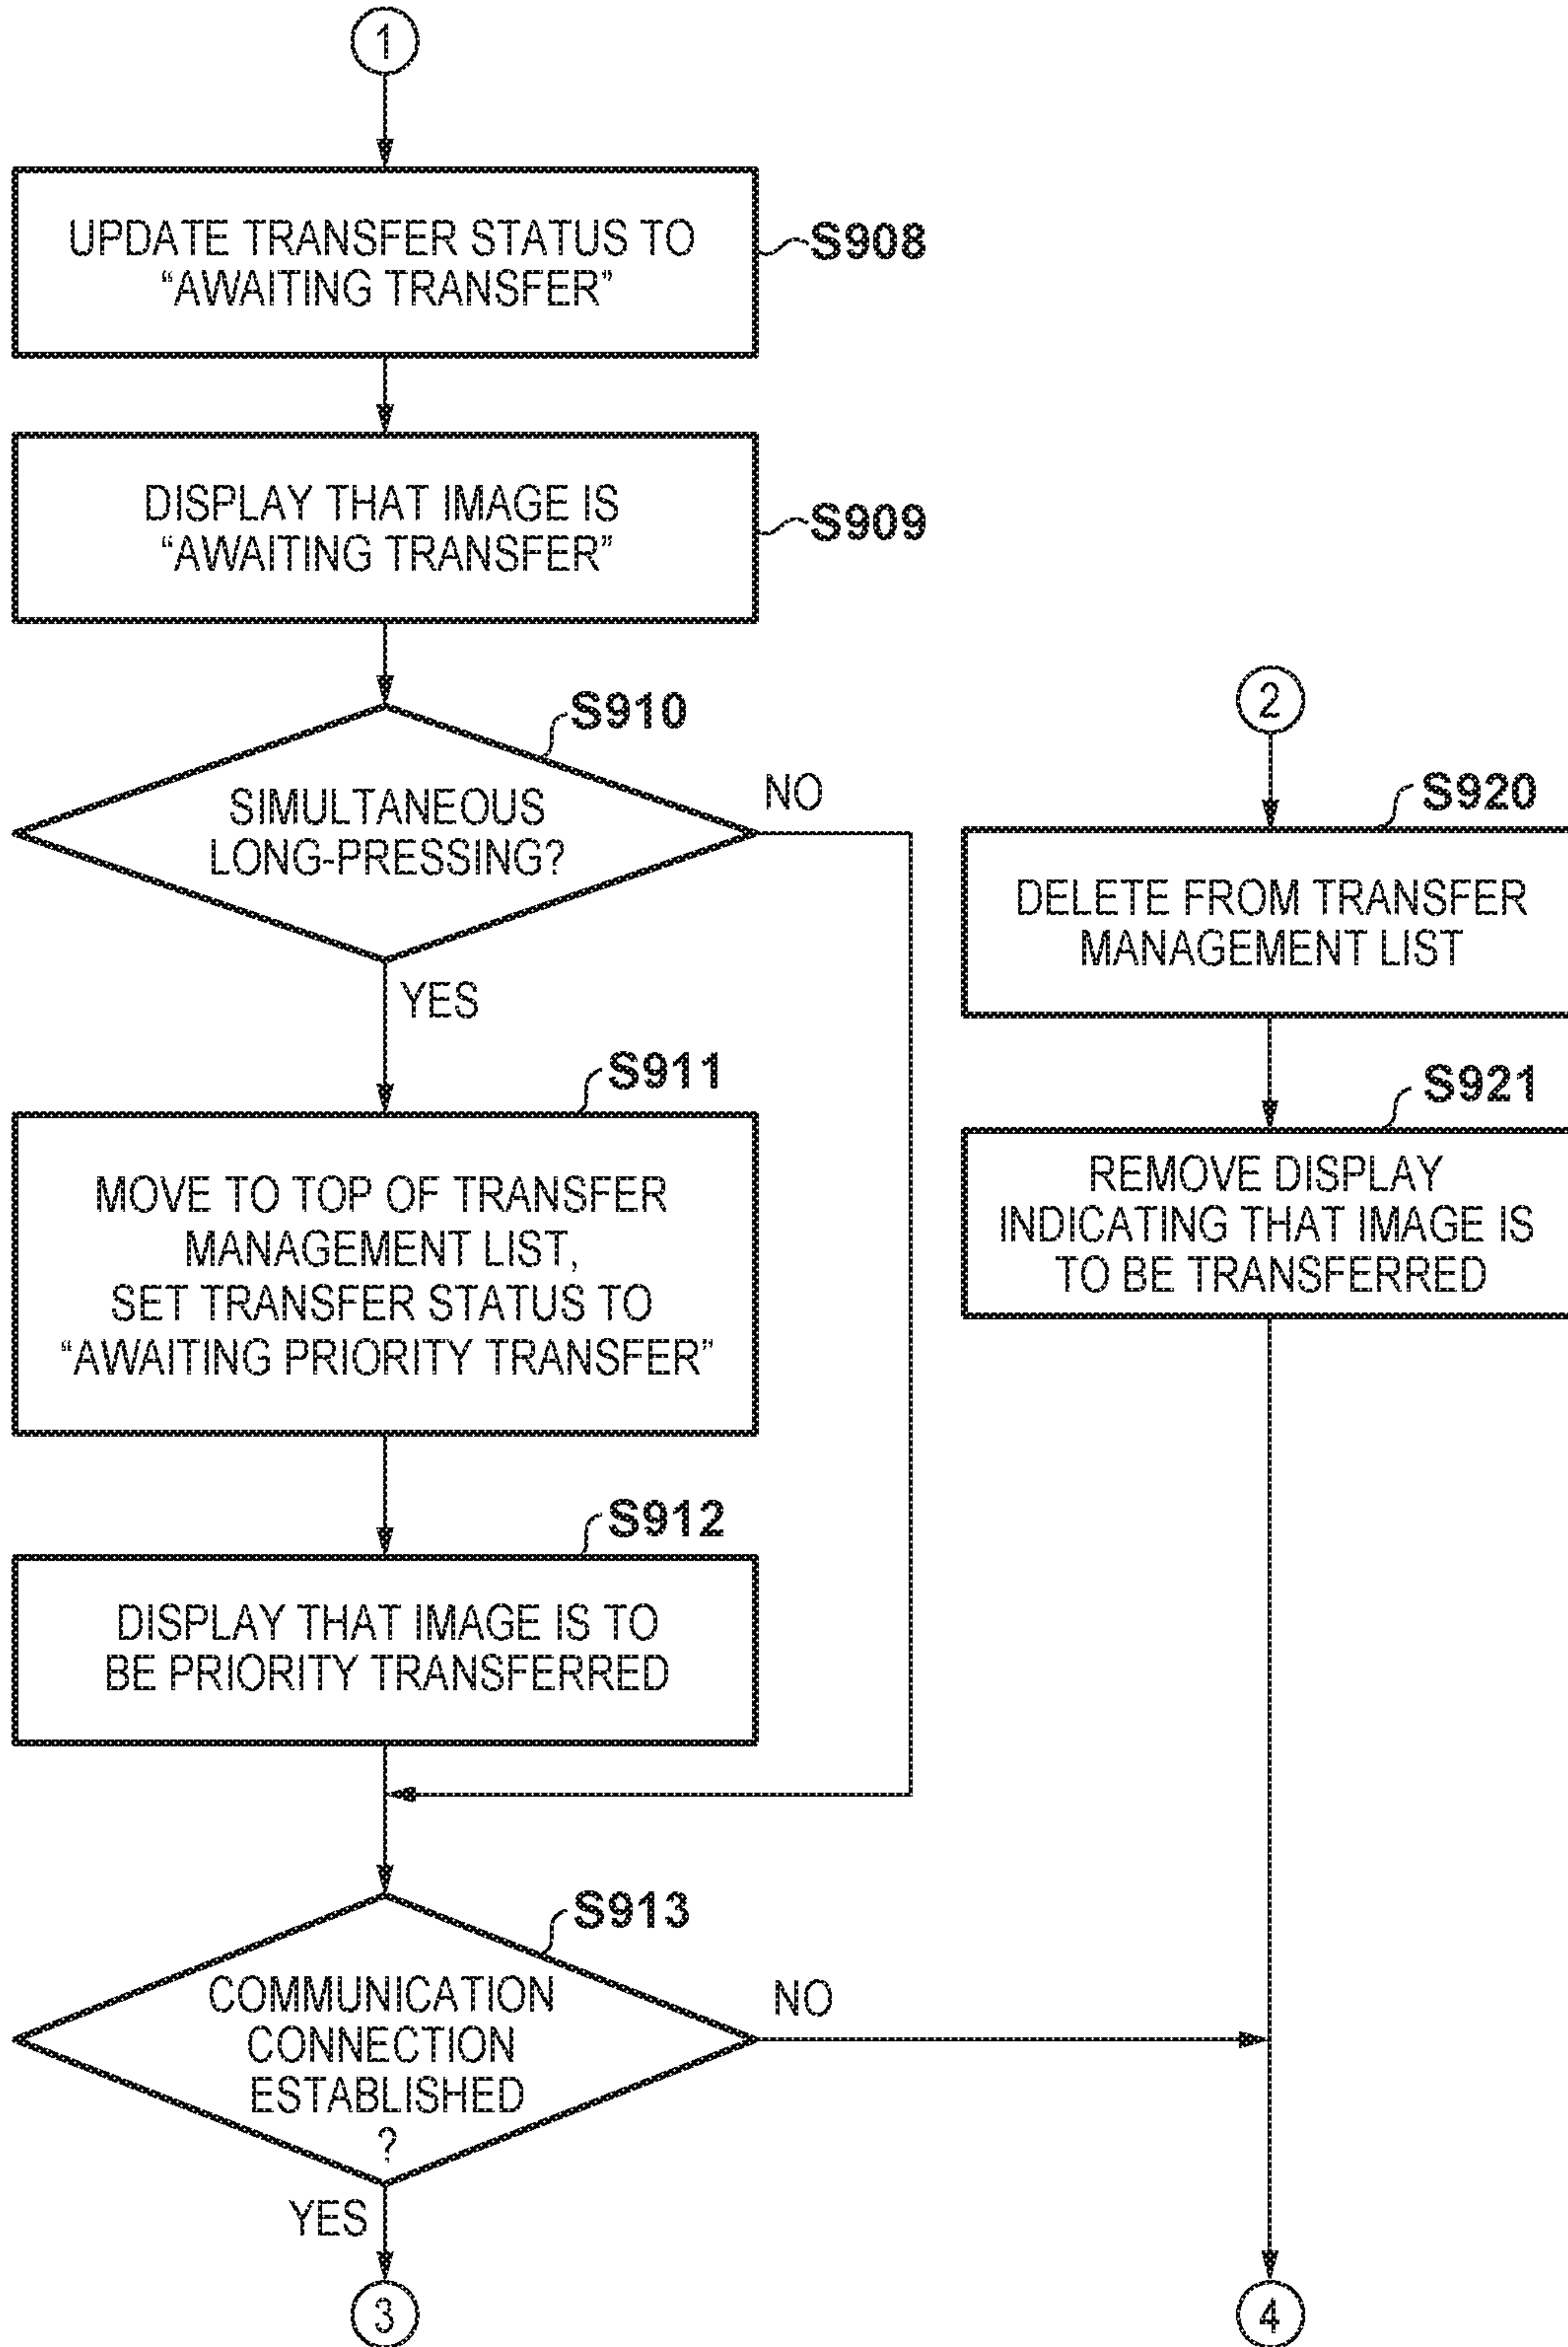 1
UPDATE TRANSFER STATUS TO
“AWAITING TRANSFER”
S908
DISPLAY THAT IMAGE IS
“AWAITING TRANSFER”
S909
S910
SIMULTANEOUS
LONG-PRESSING?
NO
YES
S911
MOVE TO TOP OF TRANSFER
MANAGEMENT LIST,
SET TRANSFER STATUS TO
“AWAITING PRIORITY TRANSFER”
S912
DISPLAY THAT IMAGE IS TO
BE PRIORITY TRANSFERRED
S913
COMMUNICATION
CONNECTION
ESTABLISHED
?
NO
YES
3
2
S920
DELETE FROM TRANSFER
MANAGEMENT LIST
S921
REMOVE DISPLAY
INDICATING THAT IMAGE IS
TO BE TRANSFERRED
4